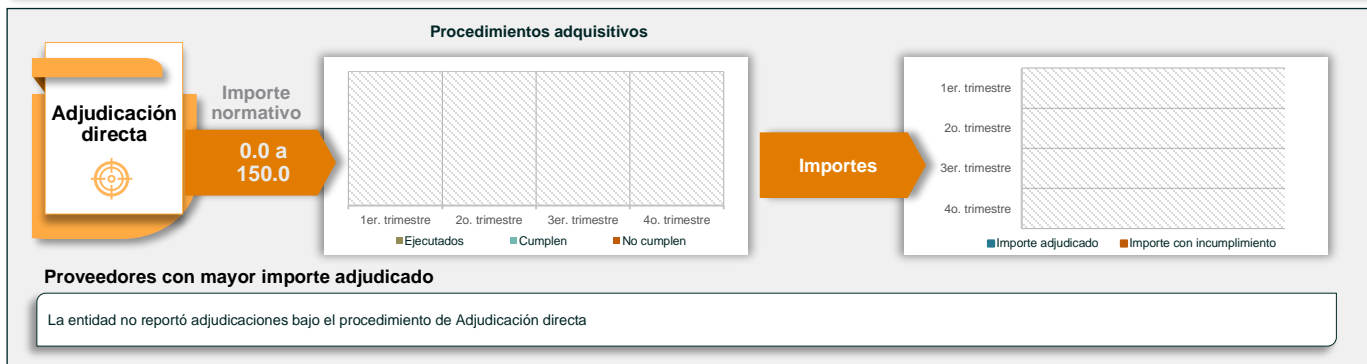 Procedimientos adquisitivos
Adjudicación
directa
Importe
normativo
0.0 a
150.0
1er. trimestre
2o. trimestre
3er. trimestre
4o. trimestre
Ejecutados
Cumplen
No cumplen
Importes
1er. trimestre
2o. trimestre
3er. trimestre
4o. trimestre
Importe adjudicado
Importe con incumplimiento
Proveedores con mayor importe adjudicado
La entidad no reportó adjudicaciones bajo el procedimiento de Adjudicación directa